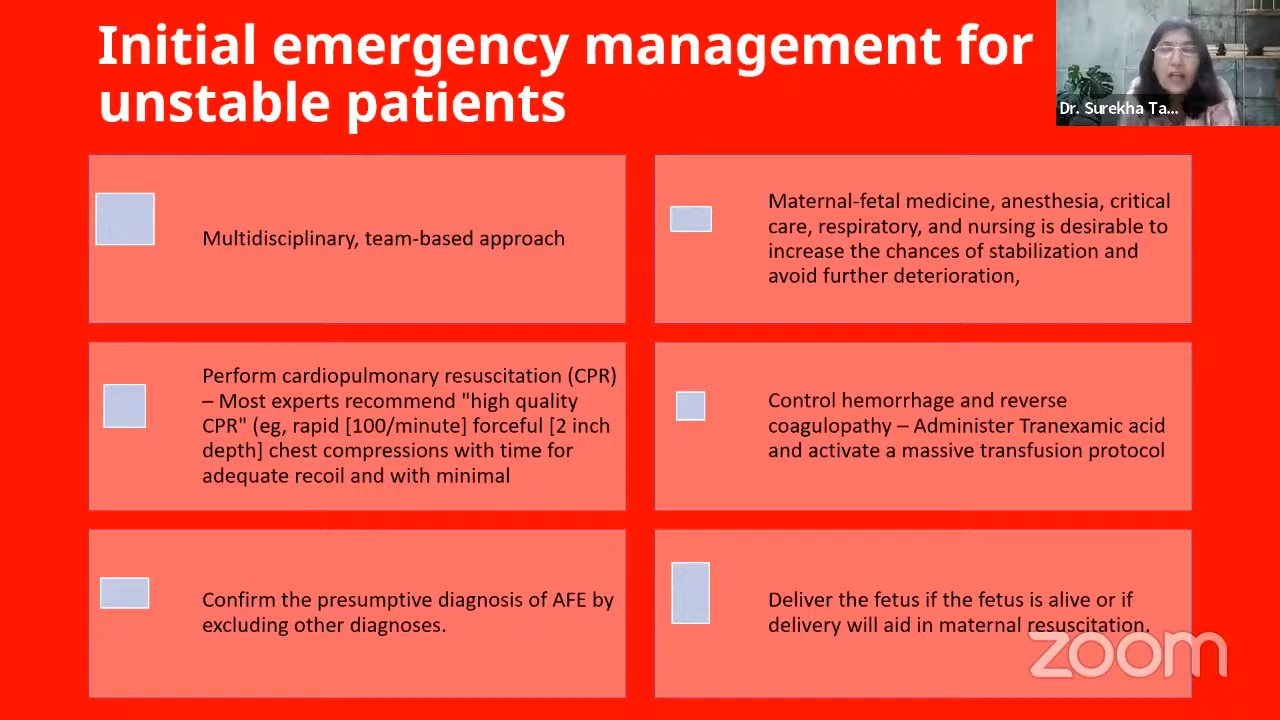 Initial emergency management for
unstable patients
Dr. Surekha Ta...
Multidisciplinary, team-based approach
Maternal-fetal medicine, anesthesia, critical
care, respiratory, and nursing is desirable to
increase the chances of stabilization and
avoid further deterioration,
Perform cardiopulmonary resuscitation (CPR)
– Most experts recommend "high quality
CPR" (eg, rapid [100/minute] forceful [2 inch
depth] chest compressions with time for
adequate recoil and with minimal
Control hemorrhage and reverse
coagulopathy – Administer Tranexamic acid
and activate a massive transfusion protocol
Confirm the presumptive diagnosis of AFE by
excluding other diagnoses.
Deliver the fetus if the fetus is alive or if
delivery will aid in maternal resuscitation.
zoom